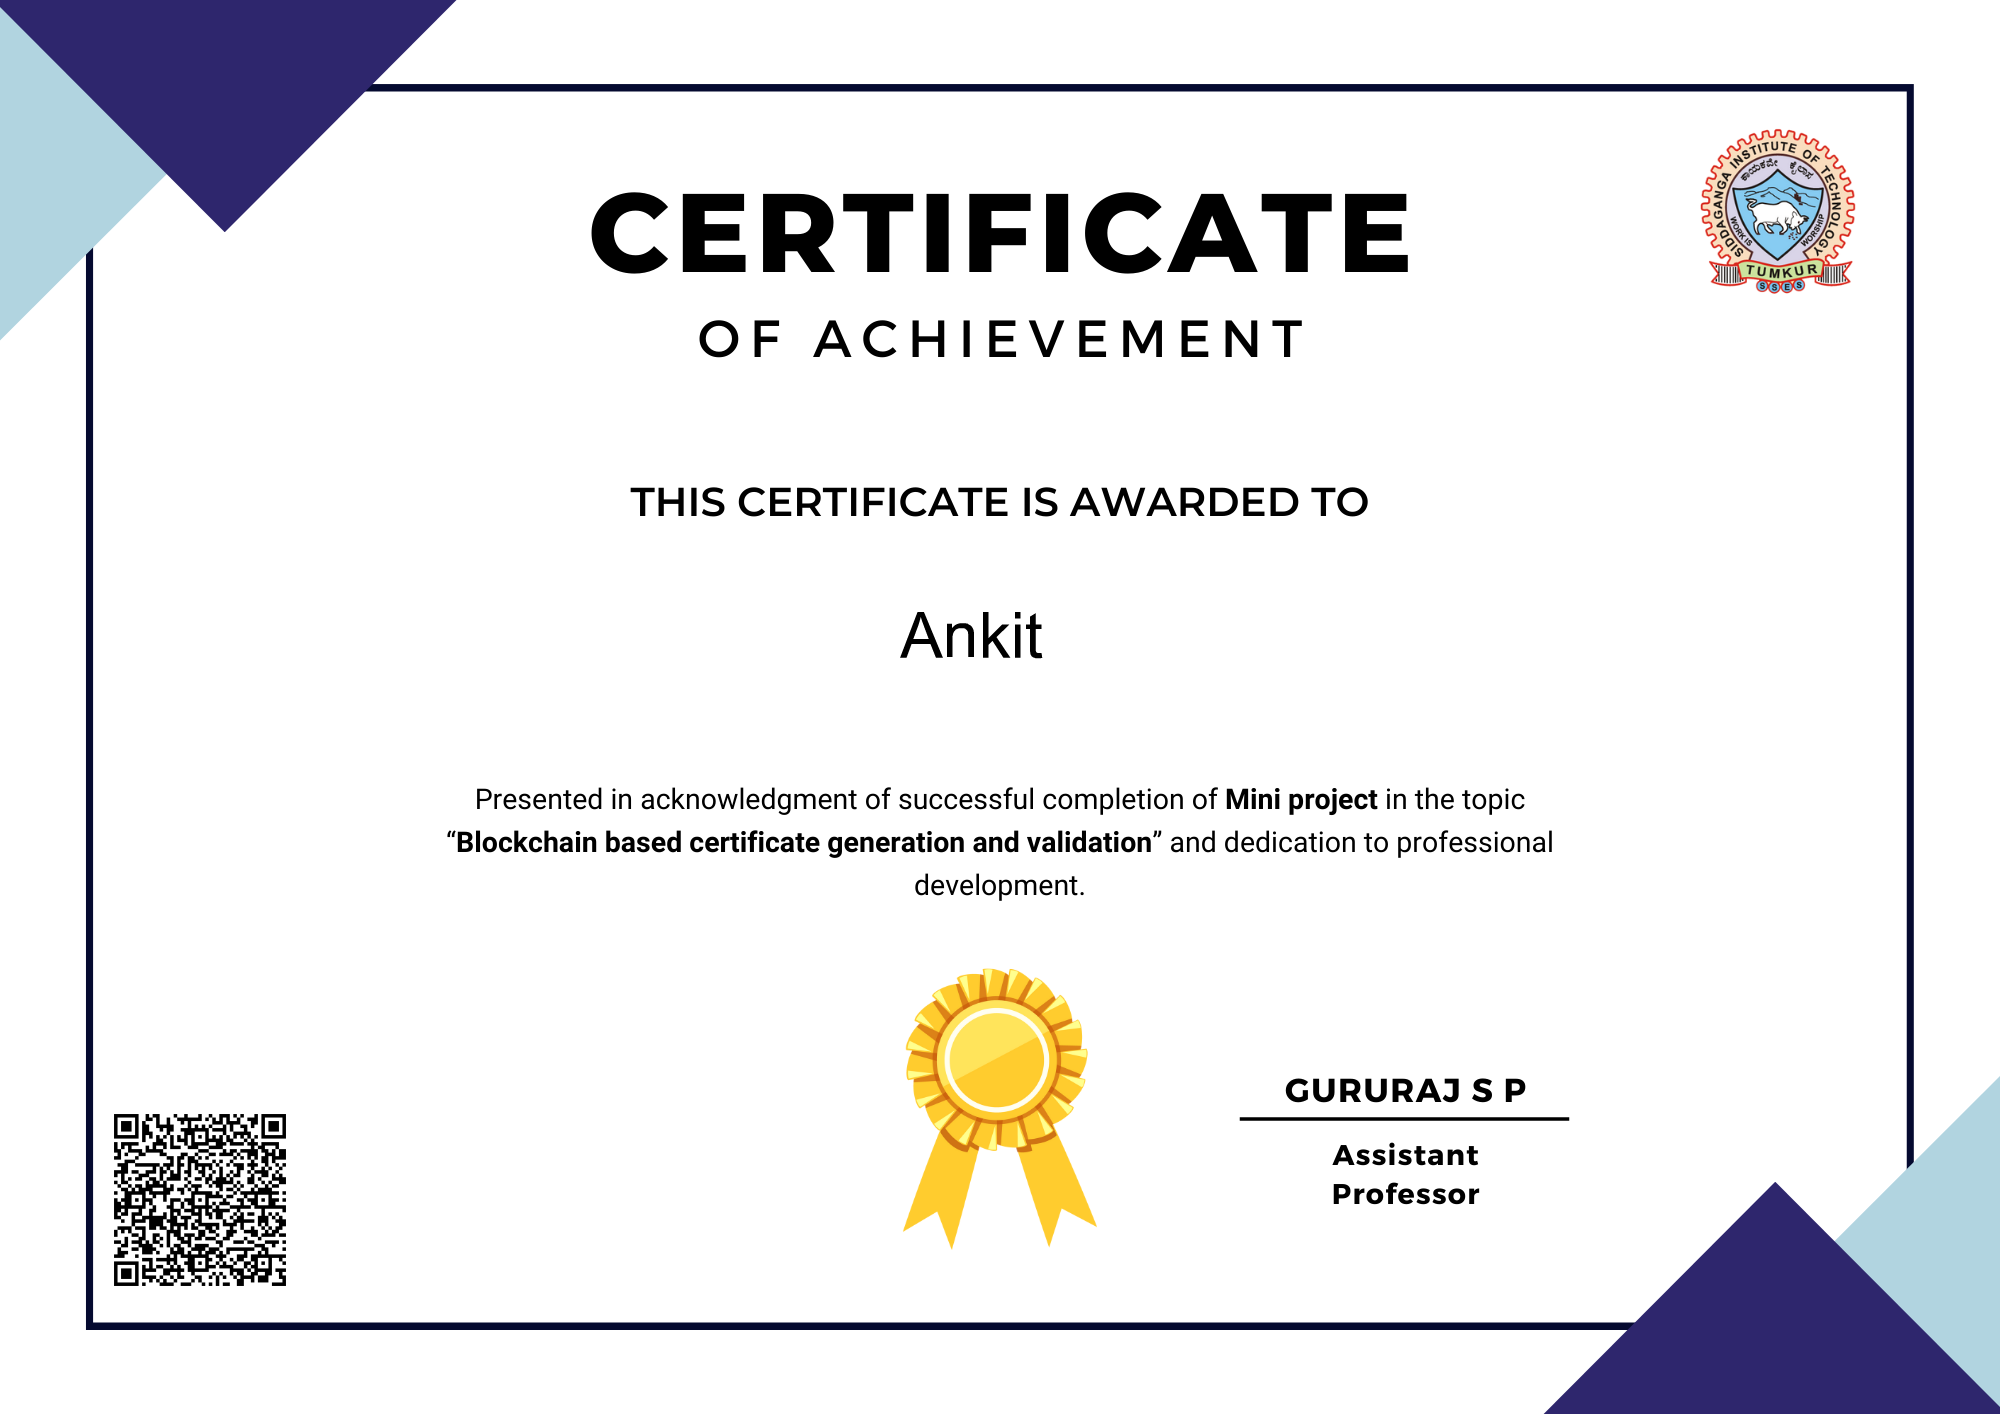 CERTIFICATE
OF ACHIEVEMENT
SIDDAGANGA INSTITUTE OF TECHNOLOGY
ಕಾಯಕವೇ ಕೈಲಾಸ
WORK IS WORSHIP
TUMKUR
SSES
THIS CERTIFICATE IS AWARDED TO
Ankit
Presented in acknowledgment of successful completion of Mini project in the topic
“Blockchain based certificate generation and validation” and dedication to professional
development.
GURURAJ S P
Assistant
Professor